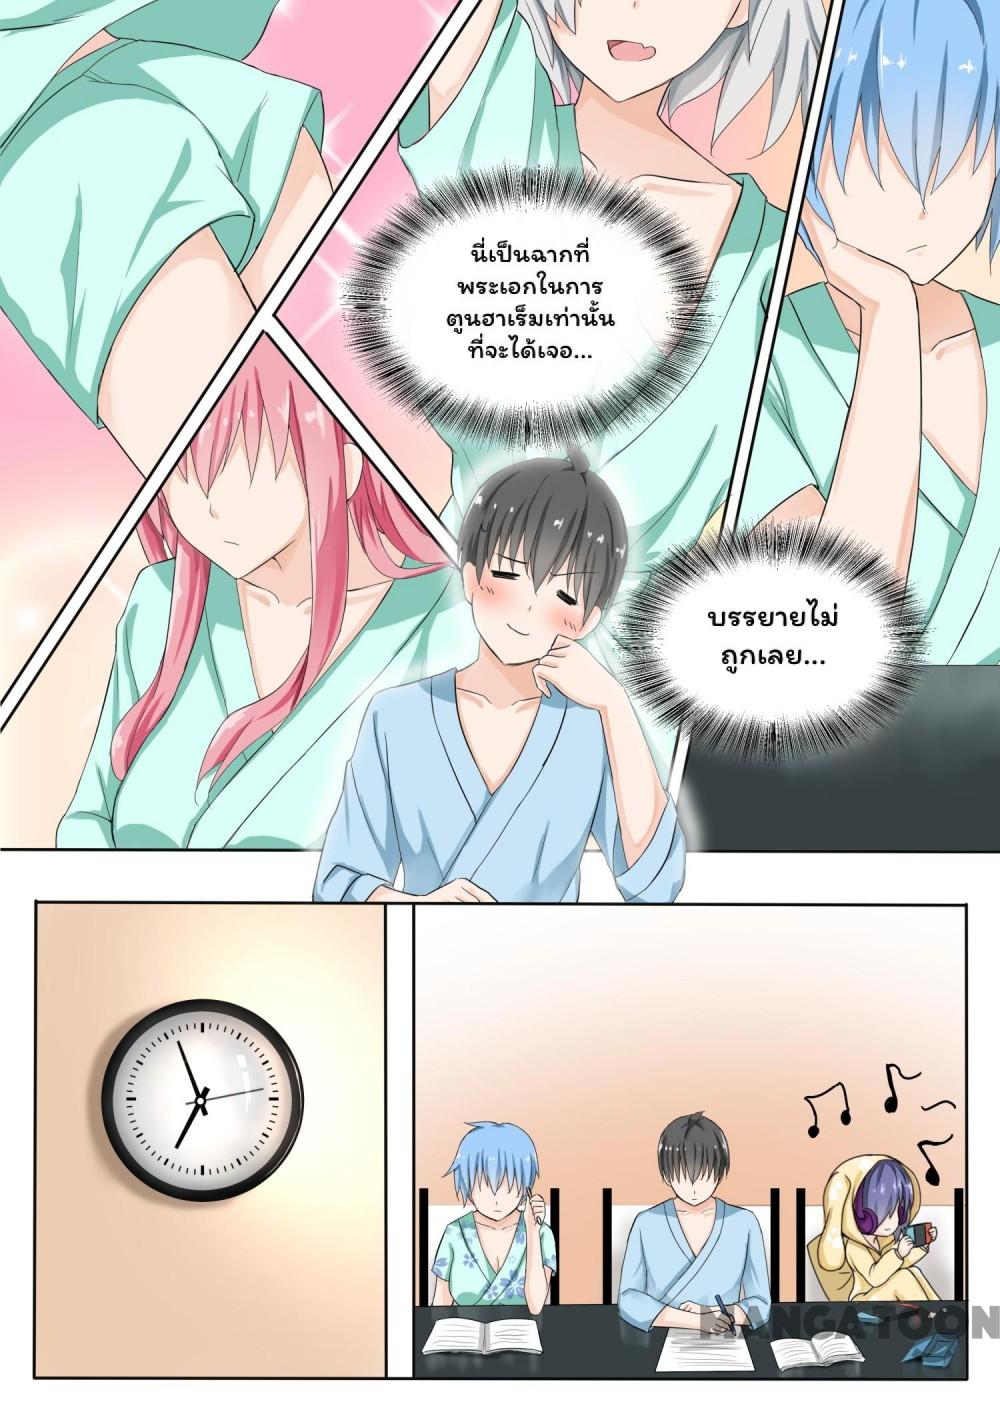 นี่เป็นฉากที่
พระเอกในการ
ตูนฮาเร็มเท่านั้น
ที่จะได้เจอ...
บรรยายไม่
ถูกเลย...
MANGATOON